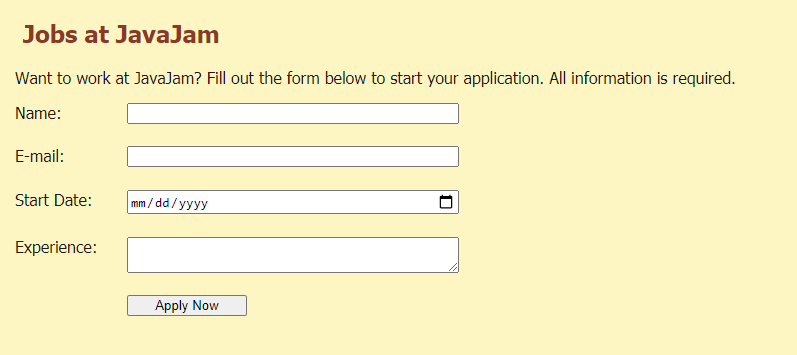 Jobs at JavaJam
Want to work at JavaJam? Fill out the form below to start your application. All information is required.
Name:
E-mail:
Start Date: mm/dd/yyyy
Experience:
Apply Now